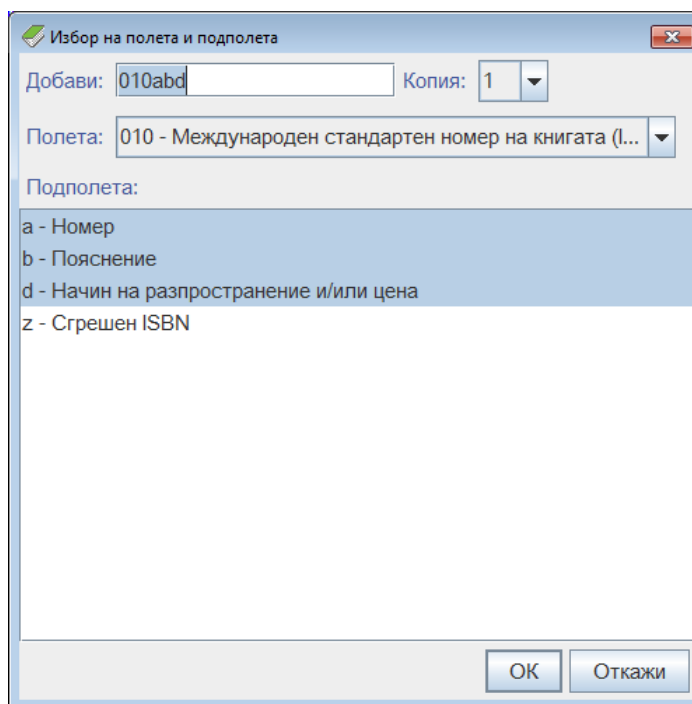 Избор на полета и подполета
Добави: 010abd Копия: 1
Полета: 010 - Международен стандартен номер на книгата (I...
Подполета:
a - Номер
b - Пояснение
d - Начин на разпространение и/или цена
z - Сгрешен ISBN
ОК Откажи